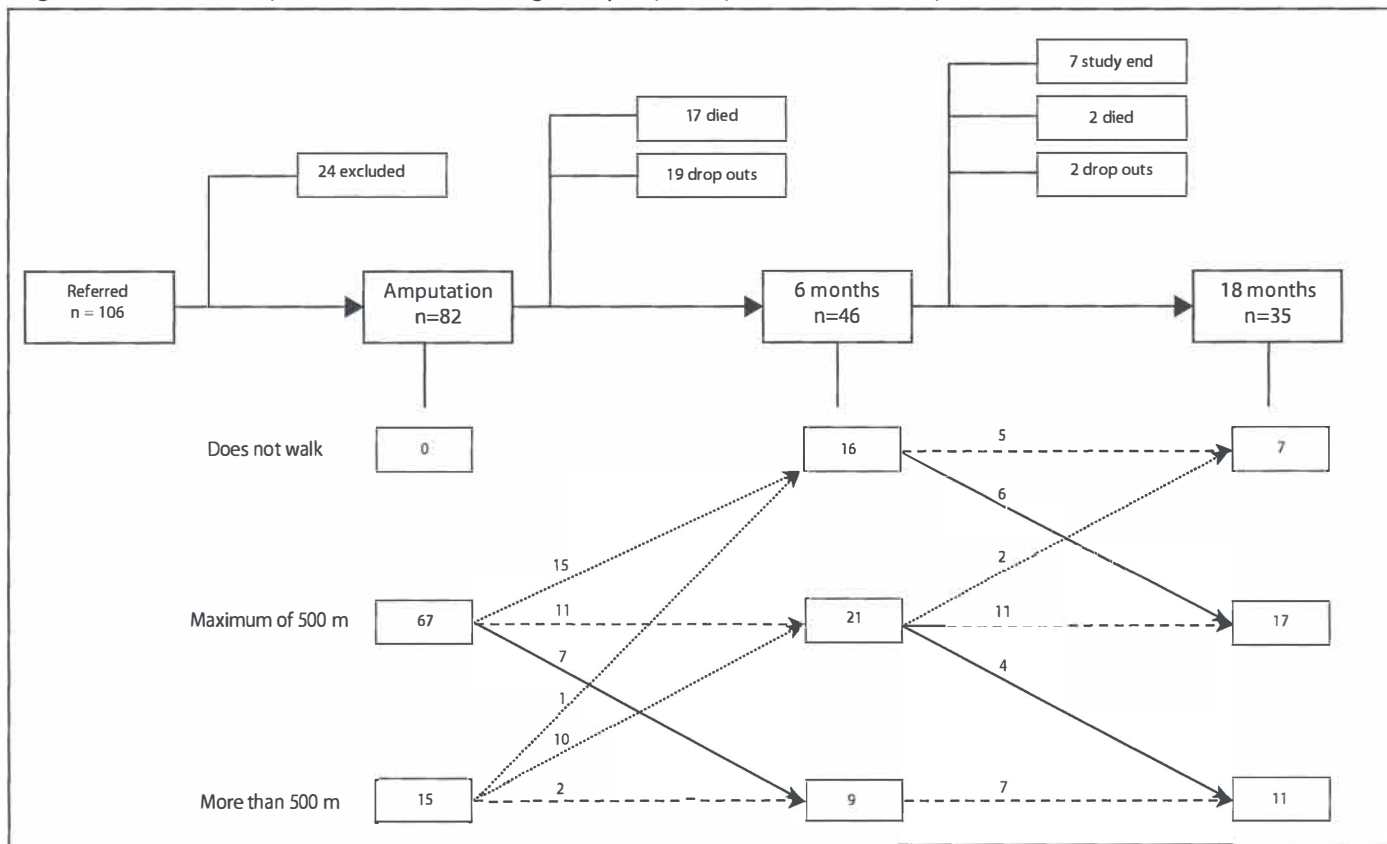 7 study end
17 died
2 died
24 excluded
19 drop outs
2 drop outs
Referred
n = 106
Amputation
n=82
6 months
n=46
18 months
n=35
Does not walk
0
16
5
7
6
15
2
Maximum of 500 m
67
11
21
11
17
7
4
1
10
More than 500 m
15
2
9
7
11